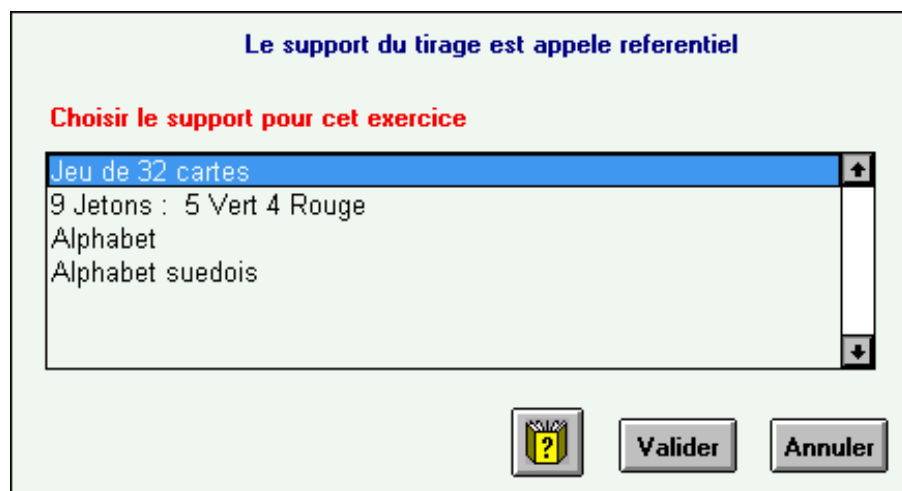 Le support du tirage est appele referentiel
Choisir le support pour cet exercice
Jeu de 32 cartes
9 Jetons : 5 Vert 4 Rouge
Alphabet
Alphabet suedois
?
Valider
Annuler